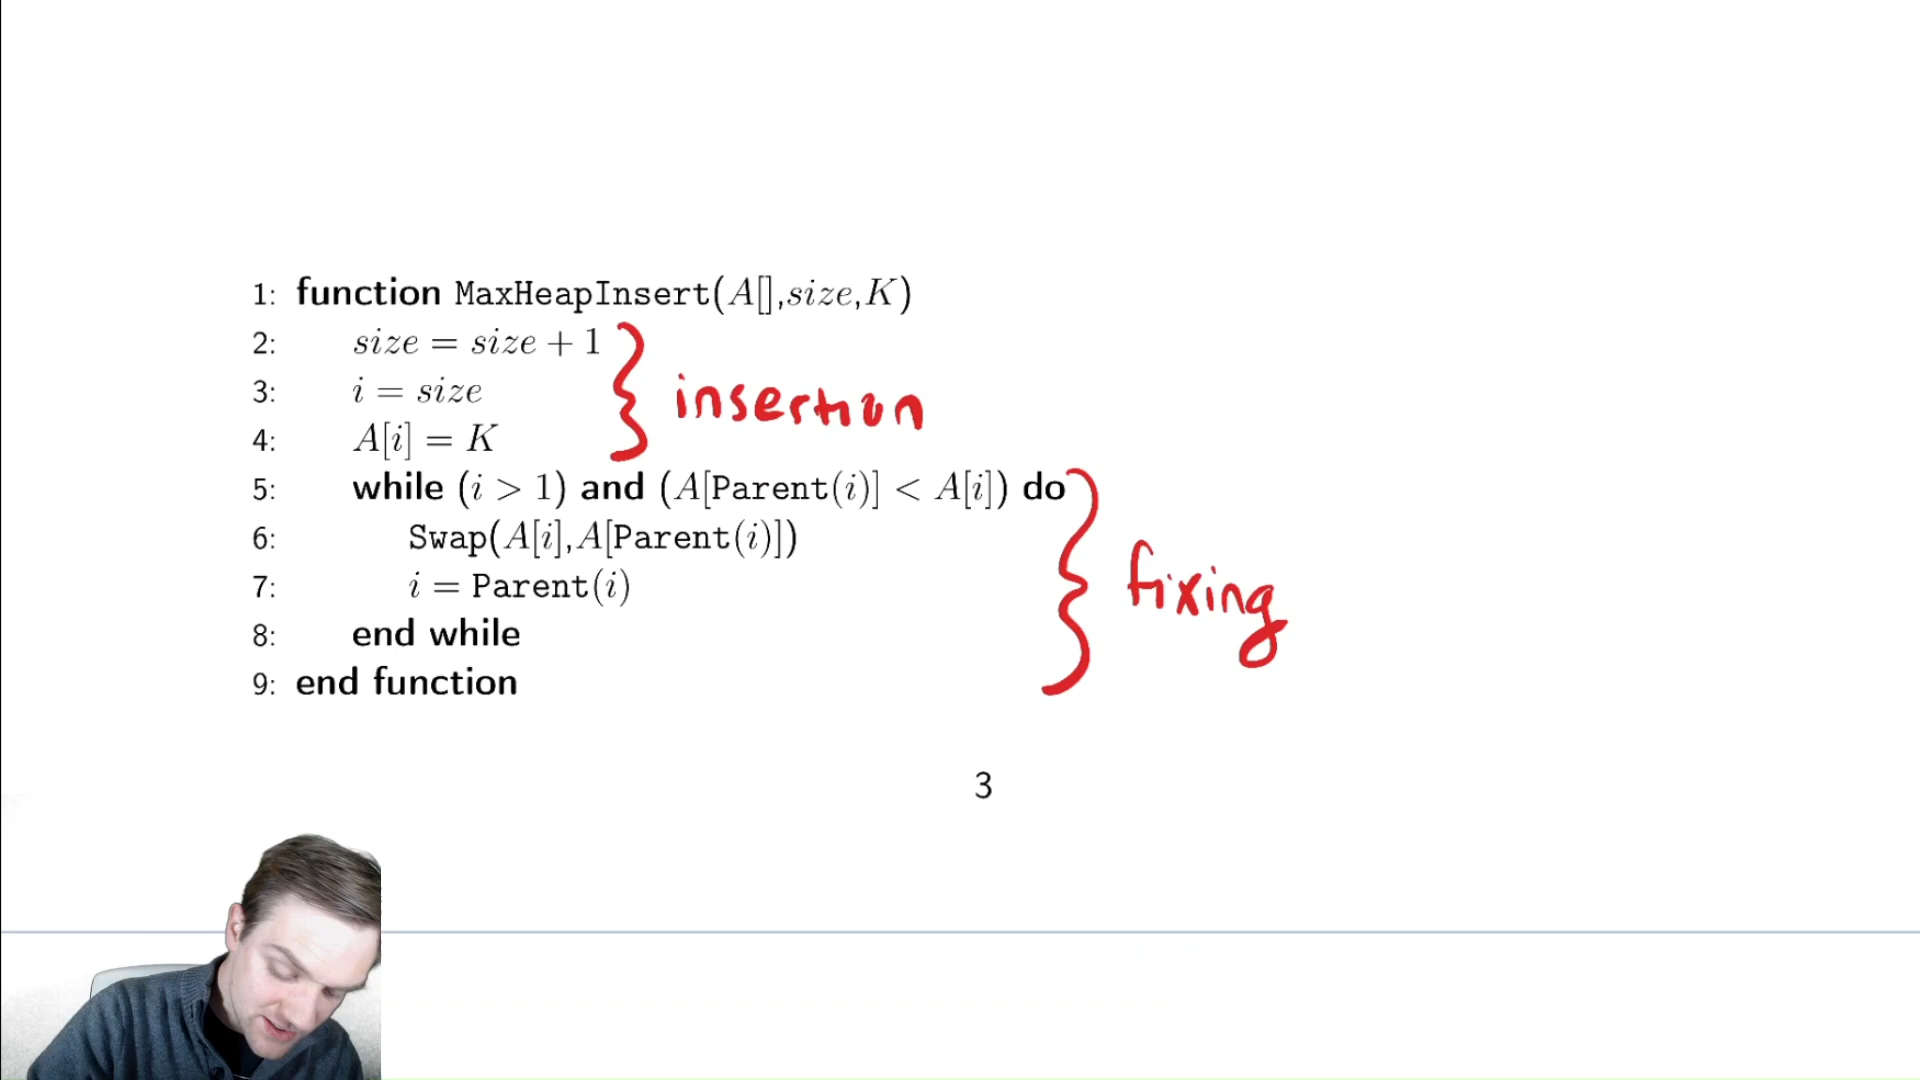 1: function MaxHeapInsert(A[],size,K)
2: size = size + 1
3: i = size
4: A[i] = K
insertion
5: while (i > 1) and (A[Parent(i)] < A[i]) do
6: Swap(A[i],A[Parent(i)])
7: i = Parent(i)
8: end while
9: end function
fixing
3